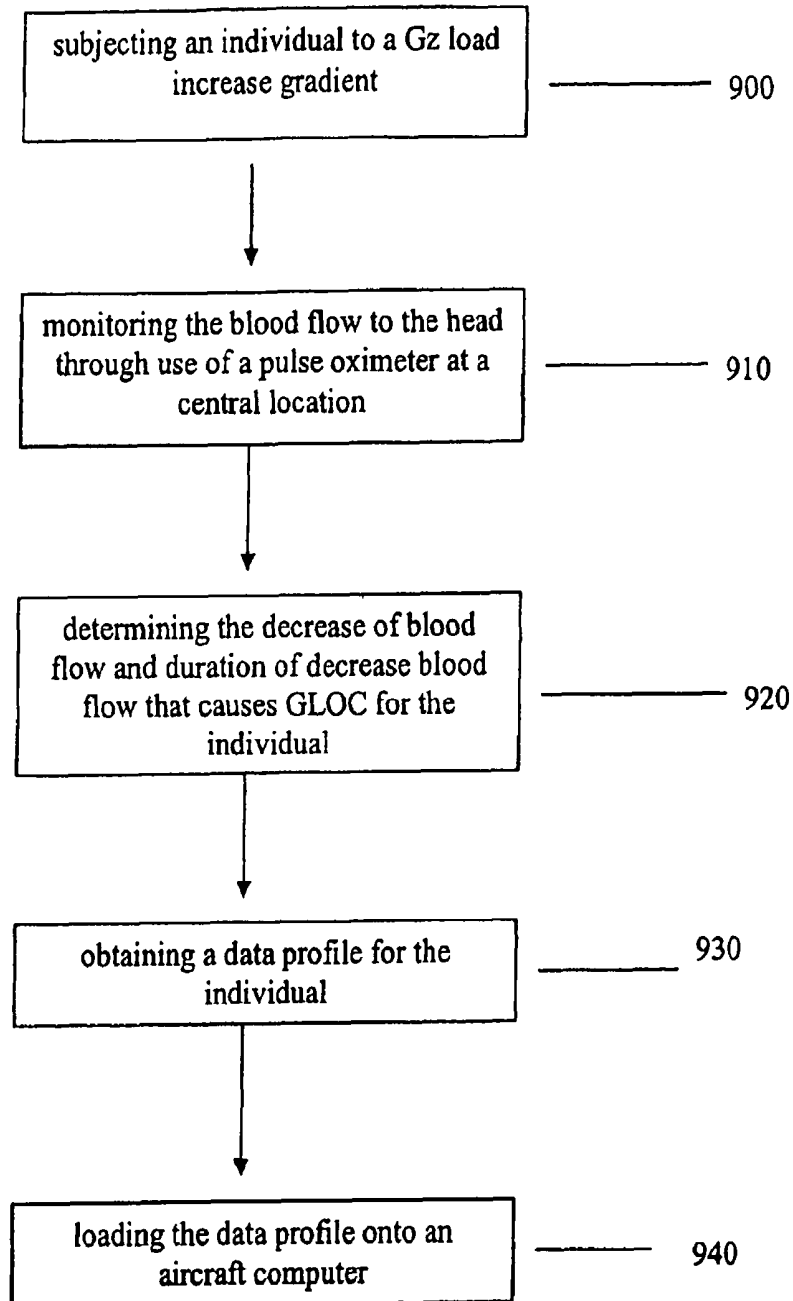 subjecting an individual to a Gz load
increase gradient
900
monitoring the blood flow to the head
through use of a pulse oximeter at a
central location
910
determining the decrease of blood
flow and duration of decrease blood
flow that causes GLOC for the
individual
920
obtaining a data profile for the
individual
930
loading the data profile onto an
aircraft computer
940